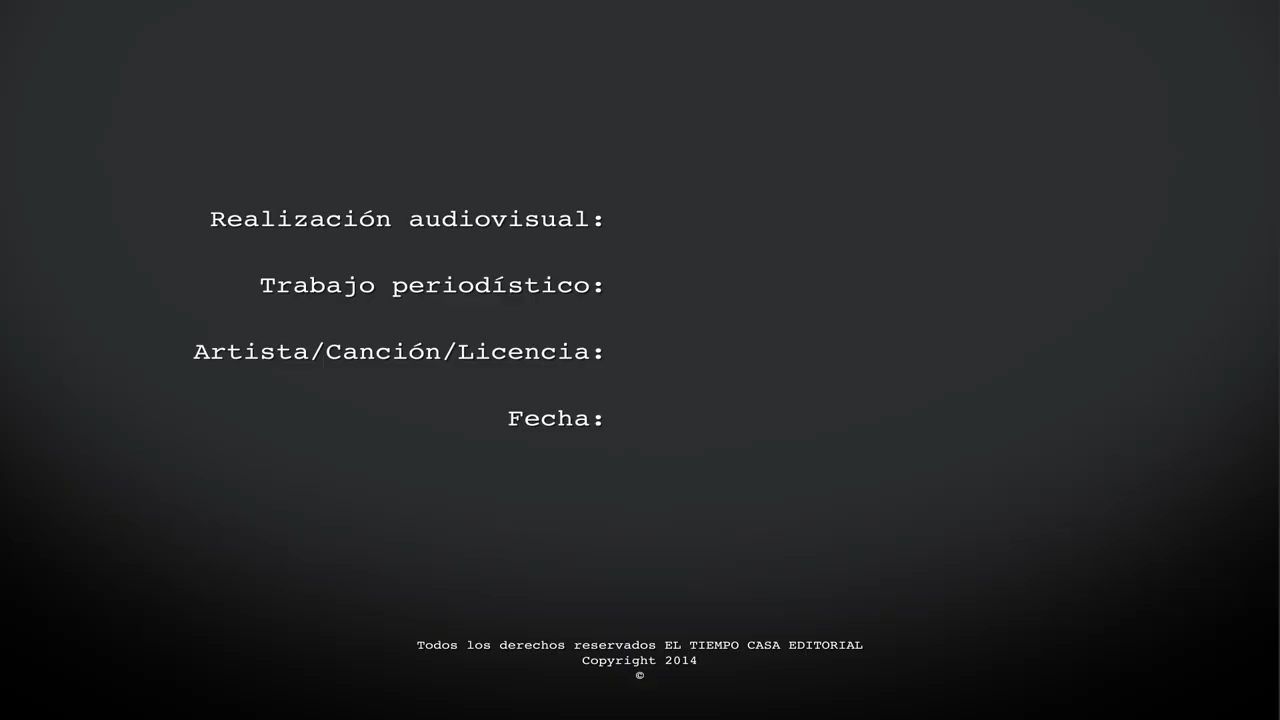 Realización audiovisual:
Trabajo periodístico:
Artista/Canción/Licencia:
Fecha:
Todos los derechos reservados EL TIEMPO CASA EDITORIAL
Copyright 2014
©